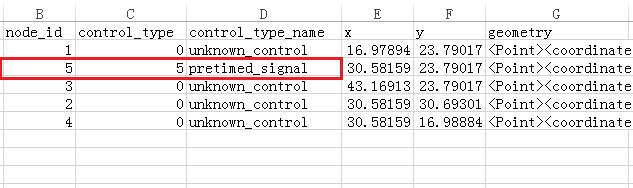 B C D E F G
node_id control_type control_type_name x y geometry
1 0 unknown_control 16.97894 23.79017 <Point><coordinate
5 5 pretimed_signal 30.58159 23.79017 <Point><coordinate
3 0 unknown_control 43.16913 23.79017 <Point><coordinate
2 0 unknown_control 30.58159 30.69301 <Point><coordinate
4 0 unknown_control 30.58159 16.98884 <Point><coordinate